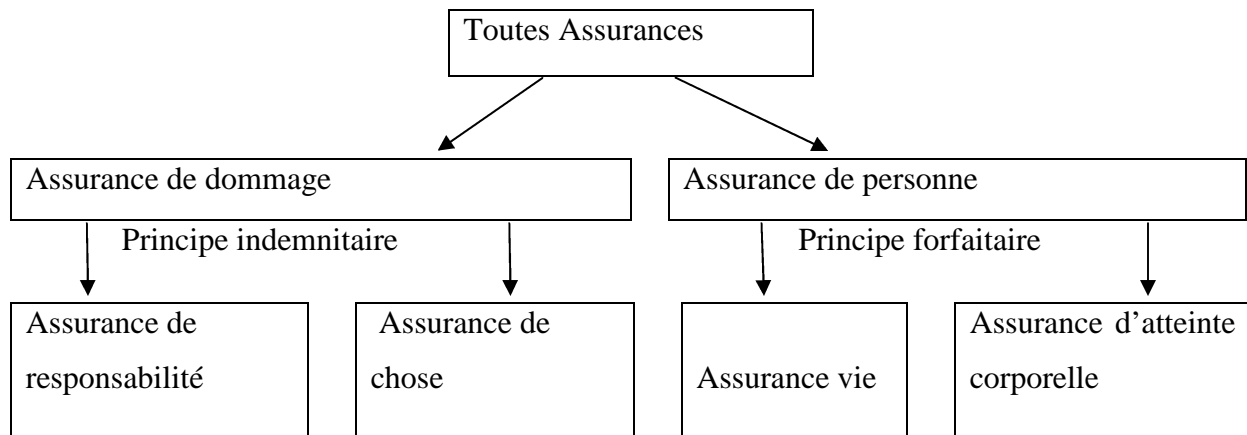 Toutes Assurances
Assurance de dommage
Assurance de personne
Principe indemnitaire
Principe forfaitaire
Assurance de
responsabilité
Assurance de
chose
Assurance vie
Assurance d’atteinte
corporelle